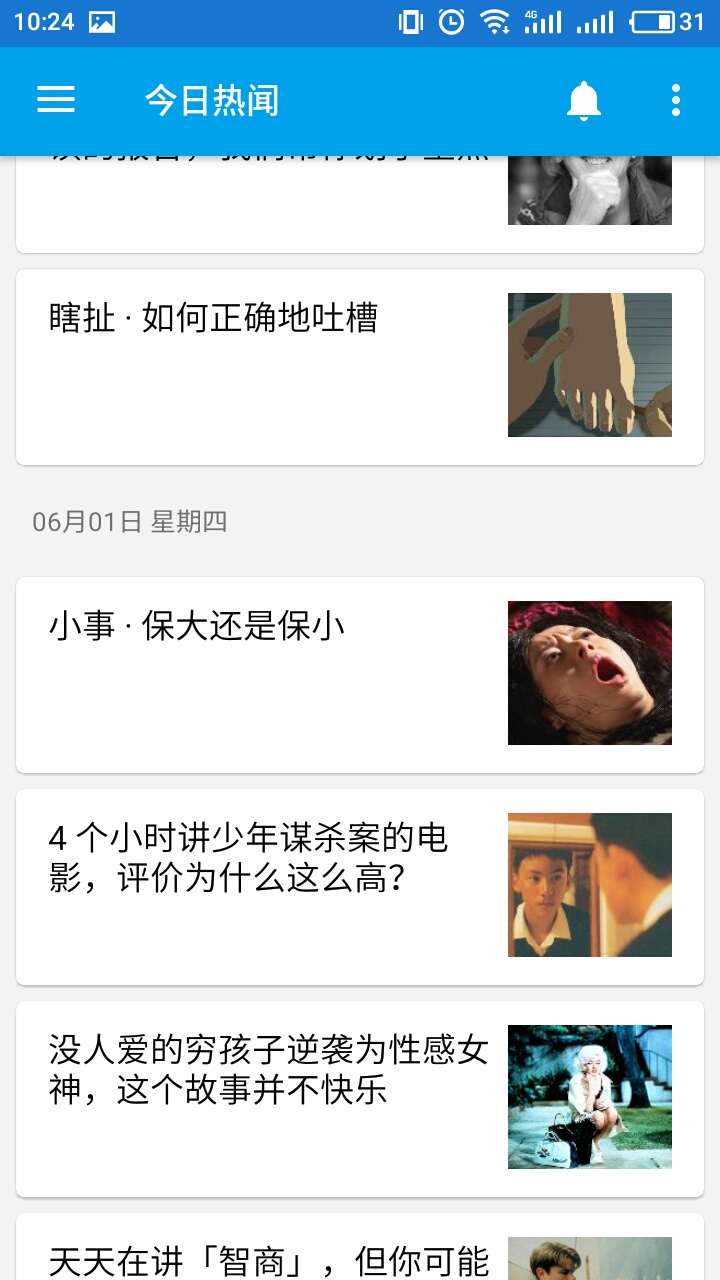 10:24
4G
31
今日热闻
瞎扯 · 如何正确地吐槽
06月01日 星期四
小事 · 保大还是保小
4 个小时讲少年谋杀案的电
影，评价为什么这么高？
没人爱的穷孩子逆袭为性感女
神，这个故事并不快乐
天天在讲「智商」，但你可能